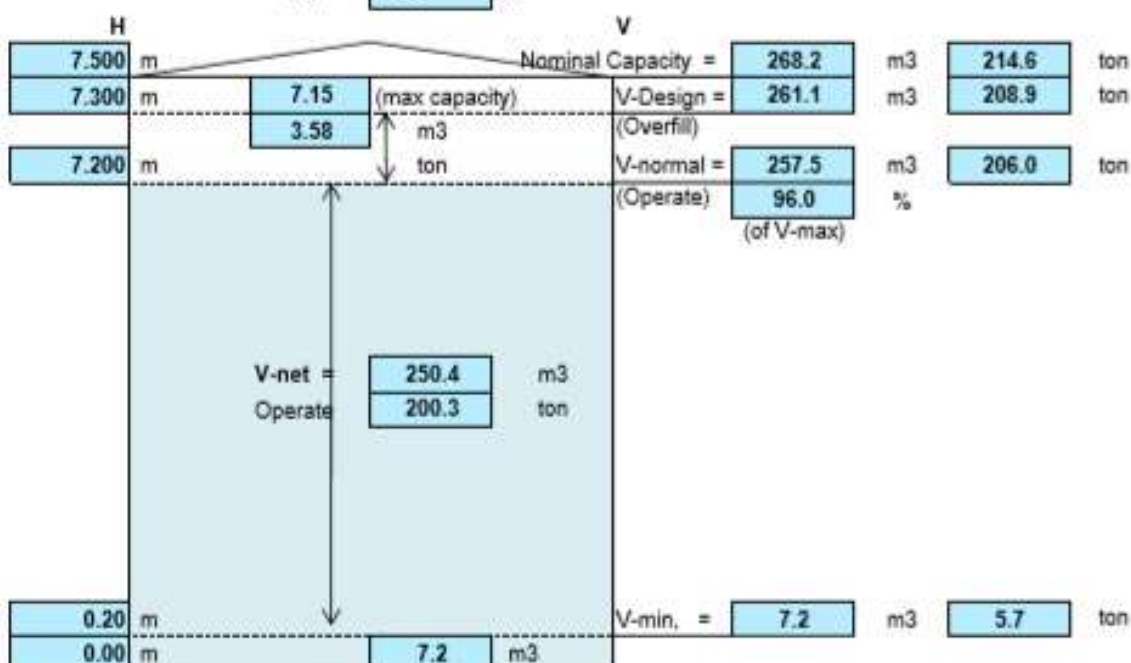 H V
7.500 m Nominal Capacity = 268.2 m3 214.6 ton
7.300 m 7.15 (max capacity) V-Design = 261.1 m3 208.9 ton
3.58 m3 (Overfill)
7.200 m ton V-normal = 257.5 m3 206.0 ton
(Operate) 96.0 %
(of V-max)
V-net = 250.4 m3
Operate 200.3 ton
0.20 m V-min, = 7.2 m3 5.7 ton
0.00 m 7.2 m3